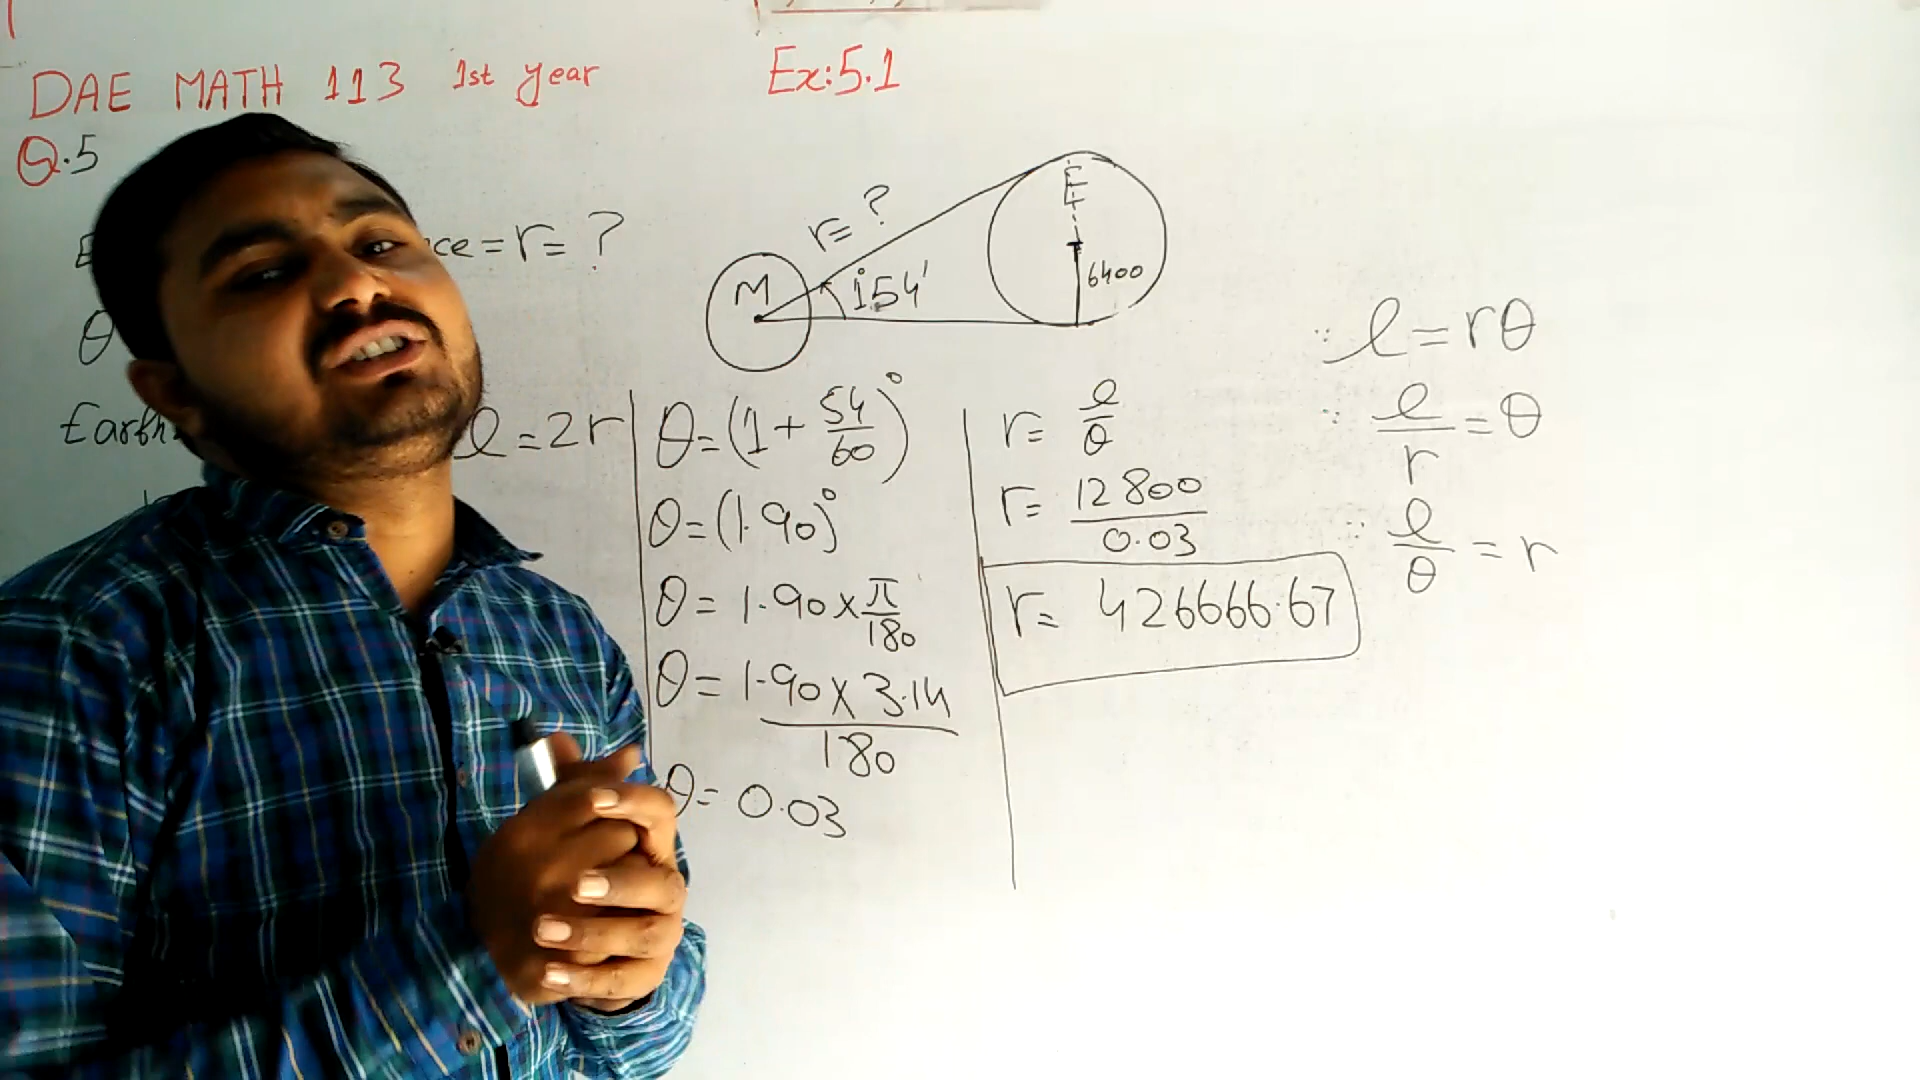 DAE MATH 113 1st year
Ex:5.1
Q.5
ce = r = ?
θ
Earth
l = 2r
r = ?
M
1°54'
E
6400
θ = (1 + 54/60)°
θ = (1.90)°
θ = 1.90 x π/180
θ = 1.90 x 3.14/180
θ = 0.03
r = l/θ
r = 12800/0.03
r = 426666.67
∵ l = rθ
∵ l/r = θ
∵ l/θ = r